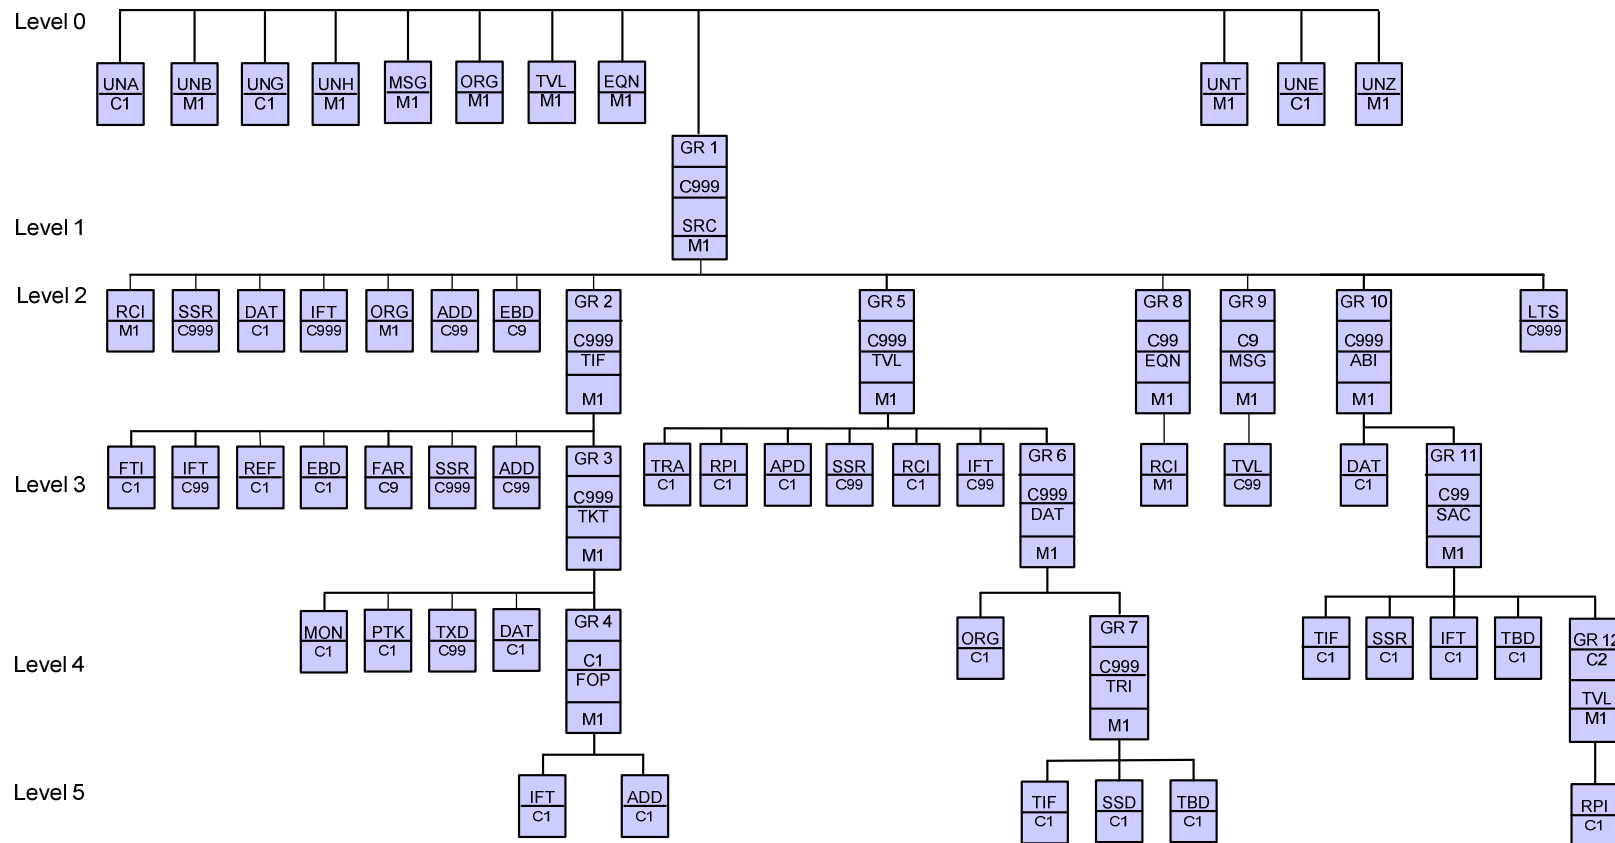 Level 0
UNA
C1
UNB
M1
UNG
C1
UNH
M1
MSG
M1
ORG
M1
TVL
M1
EQN
M1
UNT
M1
UNE
C1
UNZ
M1
GR 1
C999
SRC
M1
Level 1
Level 2
RCI
M1
SSR
C999
DAT
C1
IFT
C999
ORG
M1
ADD
C99
EBD
C9
GR 2
C999
TIF
M1
GR 5
C999
TVL
M1
GR 8
C99
EQN
M1
GR 9
C9
MSG
M1
GR 10
C999
ABI
M1
LTS
C999
Level 3
FTI
C1
IFT
C99
REF
C1
EBD
C1
FAR
C9
SSR
C999
ADD
C99
GR 3
C999
TKT
M1
TRA
C1
RPI
C1
APD
C1
SSR
C99
RCI
C1
IFT
C99
GR 6
C999
DAT
M1
RCI
M1
TVL
C99
DAT
C1
GR 11
C99
SAC
M1
Level 4
MON
C1
PTK
C1
TXD
C99
DAT
C1
GR 4
C1
FOP
M1
ORG
C1
GR 7
C999
TRI
M1
TIF
C1
SSR
C1
IFT
C1
TBD
C1
GR 12
C2
TVL
M1
Level 5
IFT
C1
ADD
C1
TIF
C1
SSD
C1
TBD
C1
RPI
C1